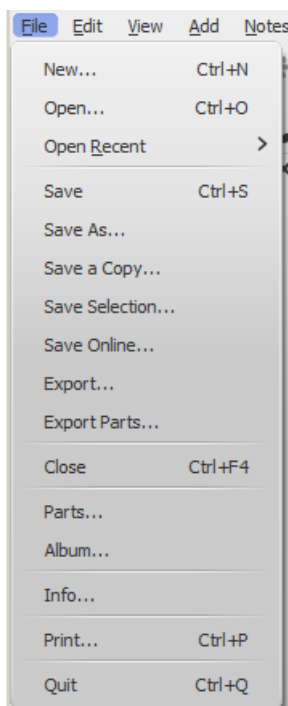 File Edit View Add Notes
New... Ctrl+N
Open... Ctrl+O
Open Recent
Save Ctrl+S
Save As...
Save a Copy...
Save Selection...
Save Online...
Export...
Export Parts...
Close Ctrl+F4
Parts...
Album...
Info...
Print... Ctrl+P
Quit Ctrl+Q